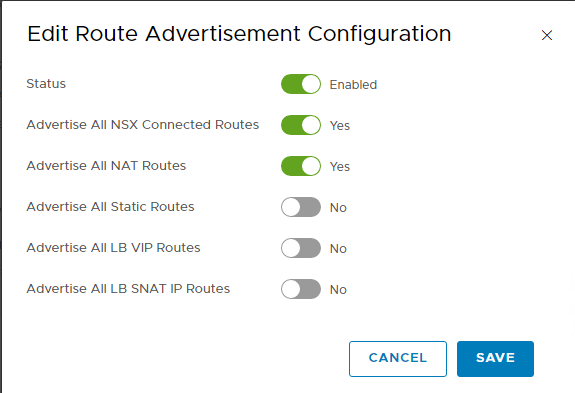 Edit Route Advertisement Configuration
Status Enabled
Advertise All NSX Connected Routes Yes
Advertise All NAT Routes Yes
Advertise All Static Routes No
Advertise All LB VIP Routes No
Advertise All LB SNAT IP Routes No
CANCEL SAVE